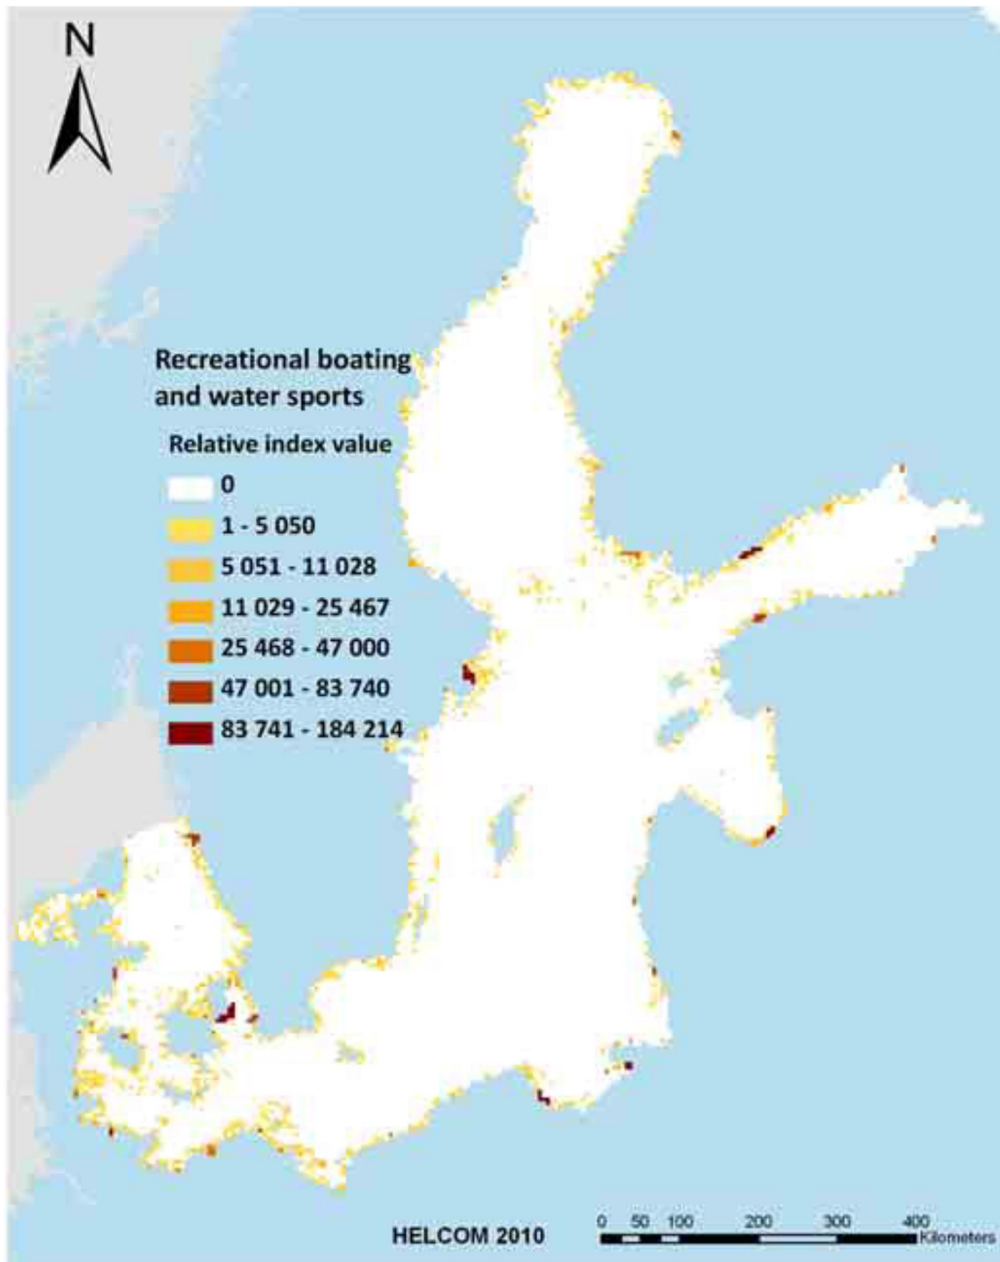 N
Recreational boating
and water sports
Relative index value
0
1 - 5 050
5 051 - 11 028
11 029 - 25 467
25 468 - 47 000
47 001 - 83 740
83 741 - 184 214
HELCOM 2010
0 50 100 200 300 400
Kilometers